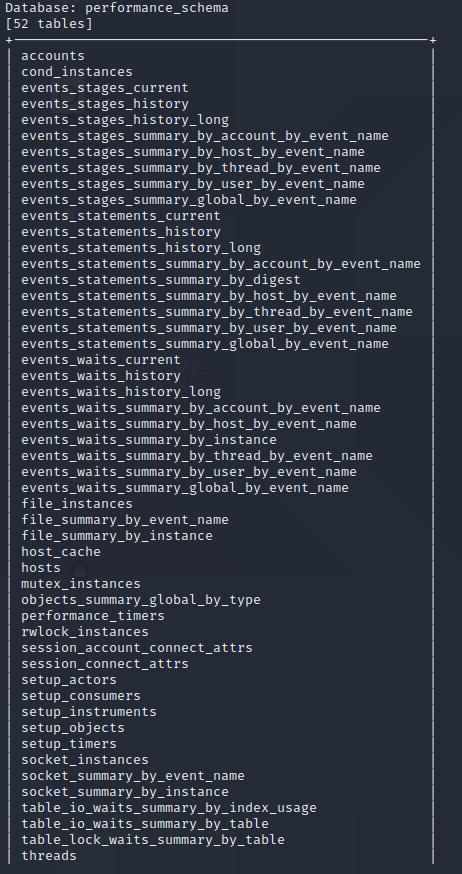 Database: performance_schema
[52 tables]
+----------------------------------------------------+
| accounts |
| cond_instances |
| events_stages_current |
| events_stages_history |
| events_stages_history_long |
| events_stages_summary_by_account_by_event_name |
| events_stages_summary_by_host_by_event_name |
| events_stages_summary_by_thread_by_event_name |
| events_stages_summary_by_user_by_event_name |
| events_stages_summary_global_by_event_name |
| events_statements_current |
| events_statements_history |
| events_statements_history_long |
| events_statements_summary_by_account_by_event_name |
| events_statements_summary_by_digest |
| events_statements_summary_by_host_by_event_name |
| events_statements_summary_by_thread_by_event_name |
| events_statements_summary_by_user_by_event_name |
| events_statements_summary_global_by_event_name |
| events_waits_current |
| events_waits_history |
| events_waits_history_long |
| events_waits_summary_by_account_by_event_name |
| events_waits_summary_by_host_by_event_name |
| events_waits_summary_by_instance |
| events_waits_summary_by_thread_by_event_name |
| events_waits_summary_by_user_by_event_name |
| events_waits_summary_global_by_event_name |
| file_instances |
| file_summary_by_event_name |
| file_summary_by_instance |
| host_cache |
| hosts |
| mutex_instances |
| objects_summary_global_by_type |
| performance_timers |
| rwlock_instances |
| session_account_connect_attrs |
| session_connect_attrs |
| setup_actors |
| setup_consumers |
| setup_instruments |
| setup_objects |
| setup_timers |
| socket_instances |
| socket_summary_by_event_name |
| socket_summary_by_instance |
| table_io_waits_summary_by_index_usage |
| table_io_waits_summary_by_table |
| table_lock_waits_summary_by_table |
| threads |